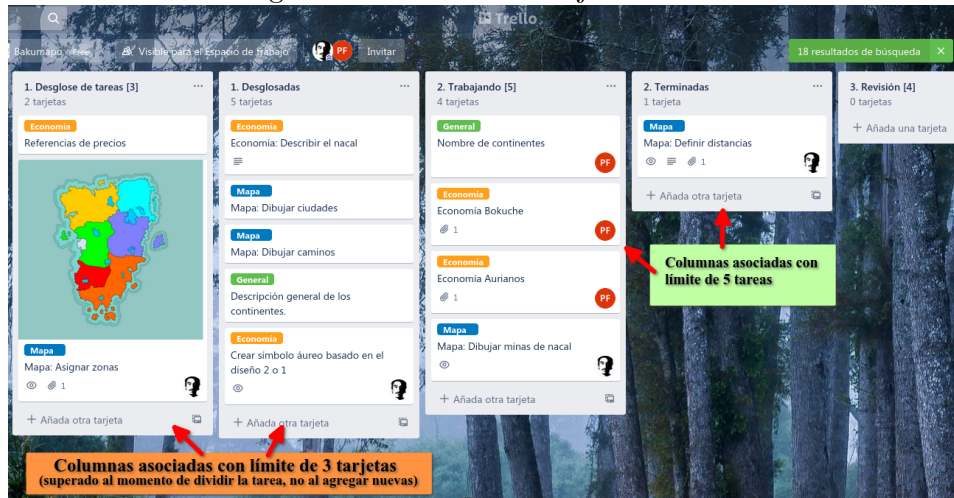 Trello
Bakumapu Free
Visible para el Espacio de trabajo
PF
Invitar
18 resultados de búsqueda
1. Desglose de tareas [3]
2 tarjetas
Economía
Referencias de precios
Mapa
Mapa: Asignar zonas
1
+ Añada otra tarjeta
1. Desglosadas
5 tarjetas
Economía
Economía: Describir el nacal
Mapa
Mapa: Dibujar ciudades
Mapa
Mapa: Dibujar caminos
General
Descripción general de los
continentes.
Economía
Crear simbolo áureo basado en el
diseño 2 o 1
+ Añada otra tarjeta
2. Trabajando [5]
4 tarjetas
General
Nombre de continentes
PF
Economía
Economía Bokuche
1
PF
Economía
Economía Aurianos
1
PF
Mapa
Mapa: Dibujar minas de nacal
+ Añada otra tarjeta
2. Terminadas
1 tarjeta
Mapa
Mapa: Definir distancias
1
+ Añada otra tarjeta
3. Revisión [4]
0 tarjetas
+ Añada una tarjeta
Columnas asociadas con
límite de 5 tareas
Columnas asociadas con límite de 3 tarjetas
(superado al momento de dividir la tarea, no al agregar nuevas)